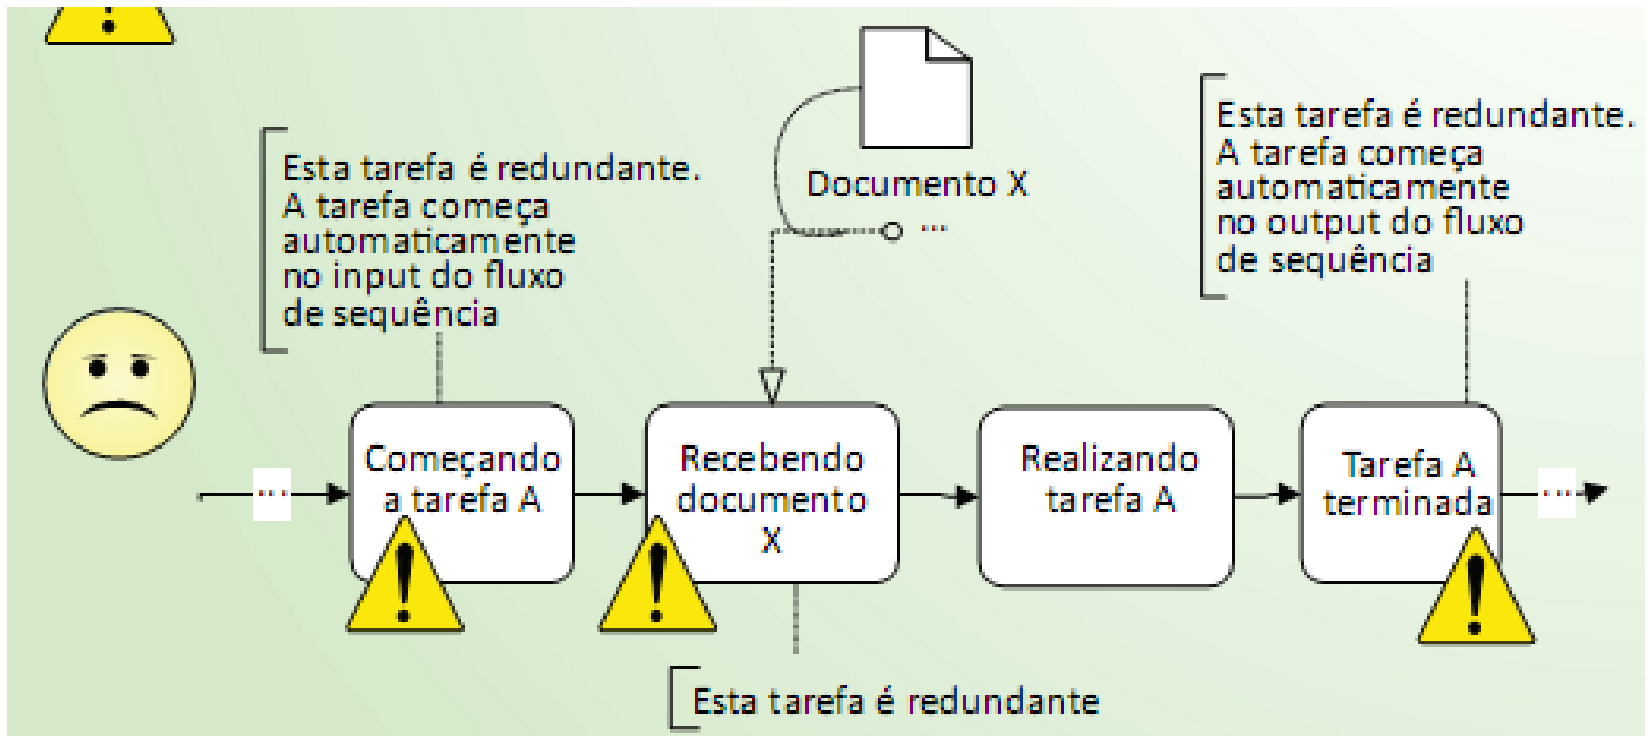 Documento X
...
Esta tarefa é redundante.
A tarefa começa
automaticamente
no input do fluxo
de sequência
Esta tarefa é redundante.
A tarefa começa
automaticamente
no output do fluxo
de sequência
...
Começando
a tarefa A
Recebendo
documento
X
Realizando
tarefa A
Tarefa A
terminada
...
Esta tarefa é redundante